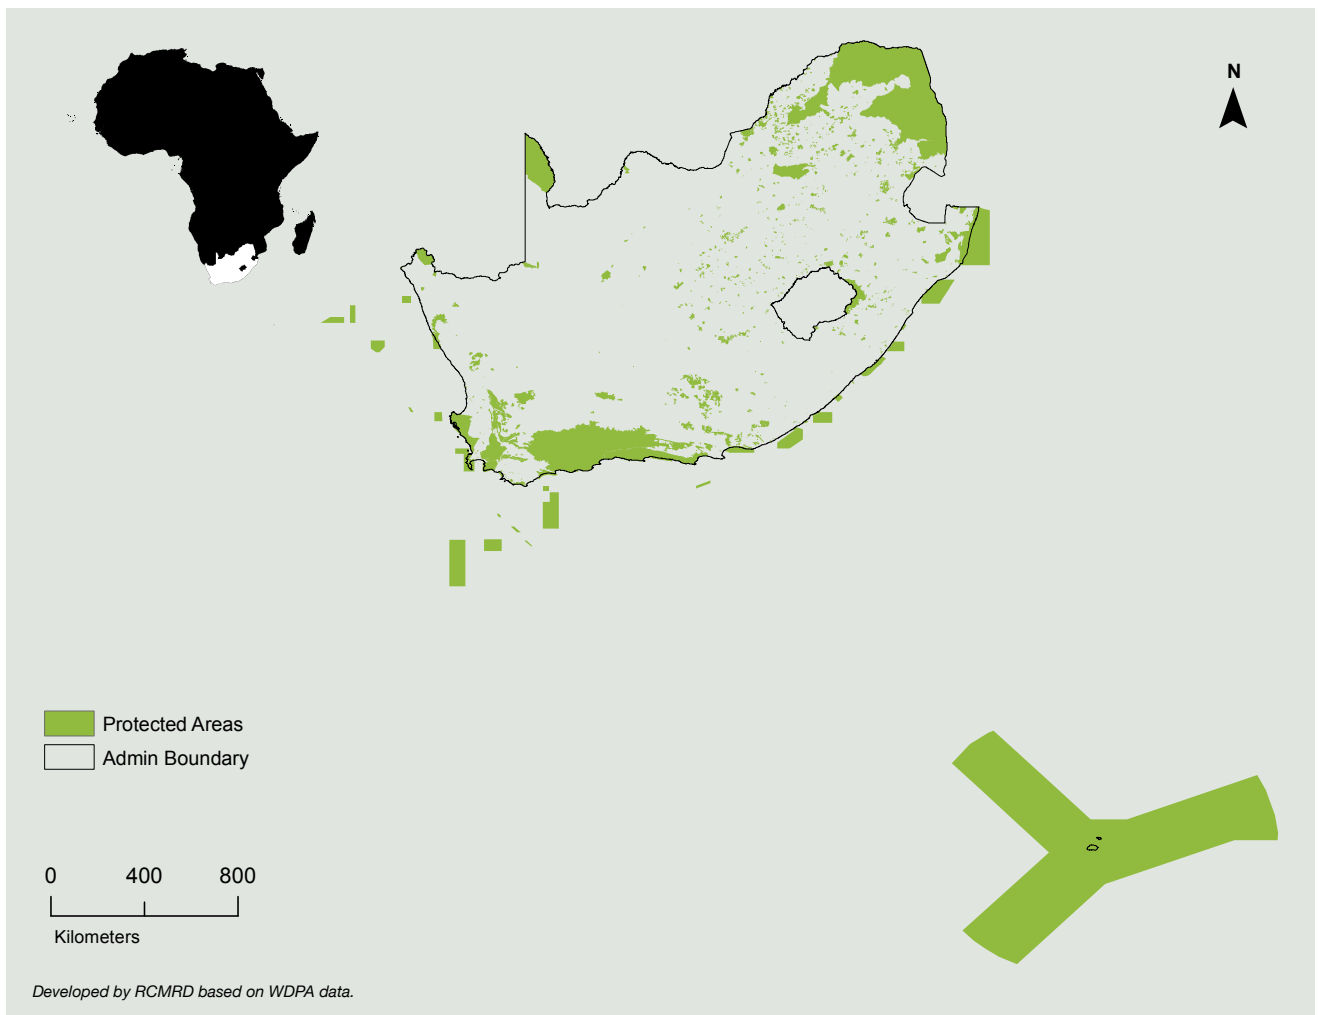 N
Protected Areas
Admin Boundary
0 400 800
Kilometers
Developed by RCMRD based on WDPA data.